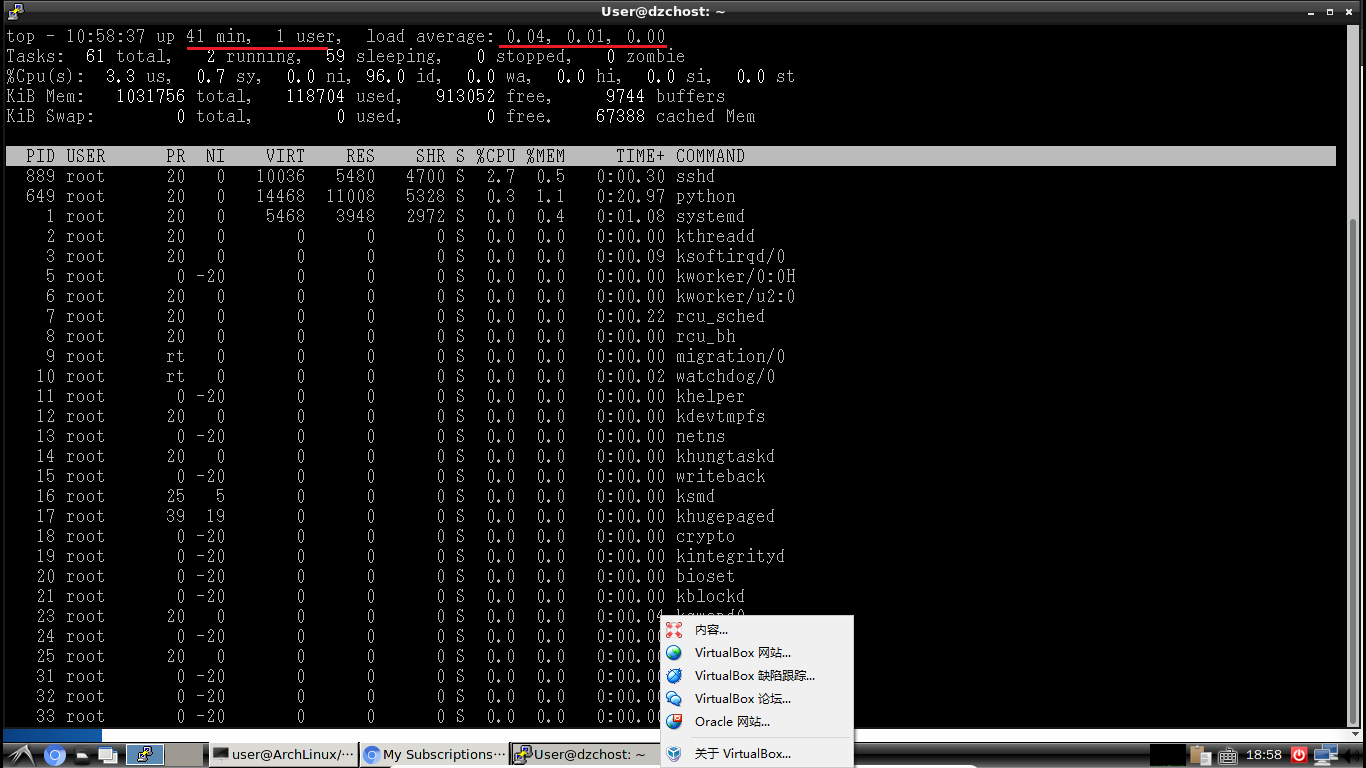 User@dzchost: ~
top - 10:58:37 up 41 min,  1 user,  load average: 0.04, 0.01, 0.00
Tasks:  61 total,   2 running,  59 sleeping,   0 stopped,   0 zombie
%Cpu(s):  3.3 us,  0.7 sy,  0.0 ni, 96.0 id,  0.0 wa,  0.0 hi,  0.0 si,  0.0 st
KiB Mem:   1031756 total,   118704 used,   913052 free,     9744 buffers
KiB Swap:        0 total,        0 used,        0 free.    67388 cached Mem
PID USER      PR  NI    VIRT    RES    SHR S %CPU %MEM     TIME+ COMMAND
889 root      20   0   10036   5480   4700 S  2.7  0.5   0:00.30 sshd
649 root      20   0   14468  11008   5328 S  0.3  1.1   0:20.97 python
1 root      20   0    5468   3948   2972 S  0.0  0.4   0:01.08 systemd
2 root      20   0       0      0      0 S  0.0  0.0   0:00.00 kthreadd
3 root      20   0       0      0      0 S  0.0  0.0   0:00.09 ksoftirqd/0
5 root       0 -20       0      0      0 S  0.0  0.0   0:00.00 kworker/0:0H
6 root      20   0       0      0      0 S  0.0  0.0   0:00.00 kworker/u2:0
7 root      20   0       0      0      0 S  0.0  0.0   0:00.22 rcu_sched
8 root      20   0       0      0      0 S  0.0  0.0   0:00.00 rcu_bh
9 root      rt   0       0      0      0 S  0.0  0.0   0:00.00 migration/0
10 root      rt   0       0      0      0 S  0.0  0.0   0:00.02 watchdog/0
11 root       0 -20       0      0      0 S  0.0  0.0   0:00.00 khelper
12 root      20   0       0      0      0 S  0.0  0.0   0:00.00 kdevtmpfs
13 root       0 -20       0      0      0 S  0.0  0.0   0:00.00 netns
14 root      20   0       0      0      0 S  0.0  0.0   0:00.00 khungtaskd
15 root       0 -20       0      0      0 S  0.0  0.0   0:00.00 writeback
16 root      25   5       0      0      0 S  0.0  0.0   0:00.00 ksmd
17 root      39  19       0      0      0 S  0.0  0.0   0:00.00 khugepaged
18 root       0 -20       0      0      0 S  0.0  0.0   0:00.00 crypto
19 root       0 -20       0      0      0 S  0.0  0.0   0:00.00 kintegrityd
20 root       0 -20       0      0      0 S  0.0  0.0   0:00.00 bioset
21 root       0 -20       0      0      0 S  0.0  0.0   0:00.00 kblockd
23 root      20   0       0      0      0 S  0.0  0.0
24 root       0 -20       0      0      0 S  0.0  0.0   0:00.0
25 root      20   0       0      0      0 S  0.0  0.0   0:00.0
31 root       0 -20       0      0      0 S  0.0  0.0   0:00.0
32 root       0 -20       0      0      0 S  0.0  0.0   0:00.0
33 root       0 -20       0      0      0 S  0.0  0.0   0:00.0
内容...
VirtualBox 网站...
VirtualBox 缺陷跟踪...
VirtualBox 论坛...
Oracle 网站...
关于 VirtualBox...
user@ArchLinux/··· My Subscriptions··· User@dzchost: ~ 18:58